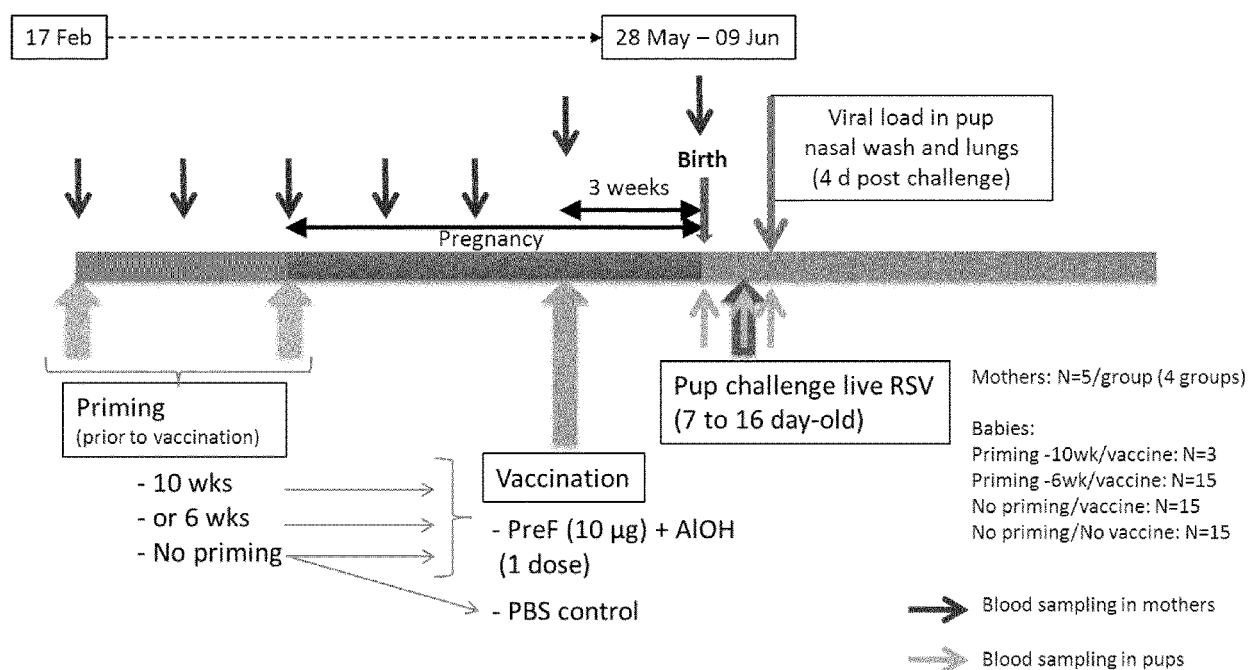 17 Feb
28 May – 09 Jun
Viral load in pup
nasal wash and lungs
(4 d post challenge)
Birth
3 weeks
Pregnancy
Priming
(prior to vaccination)
- 10 wks
- or 6 wks
- No priming
Vaccination
- PreF (10 µg) + AlOH
(1 dose)
- PBS control
Pup challenge live RSV
(7 to 16 day-old)
Mothers: N=5/group (4 groups)
Babies:
Priming -10wk/vaccine: N=3
Priming -6wk/vaccine: N=15
No priming/vaccine: N=15
No priming/No vaccine: N=15
Blood sampling in mothers
Blood sampling in pups